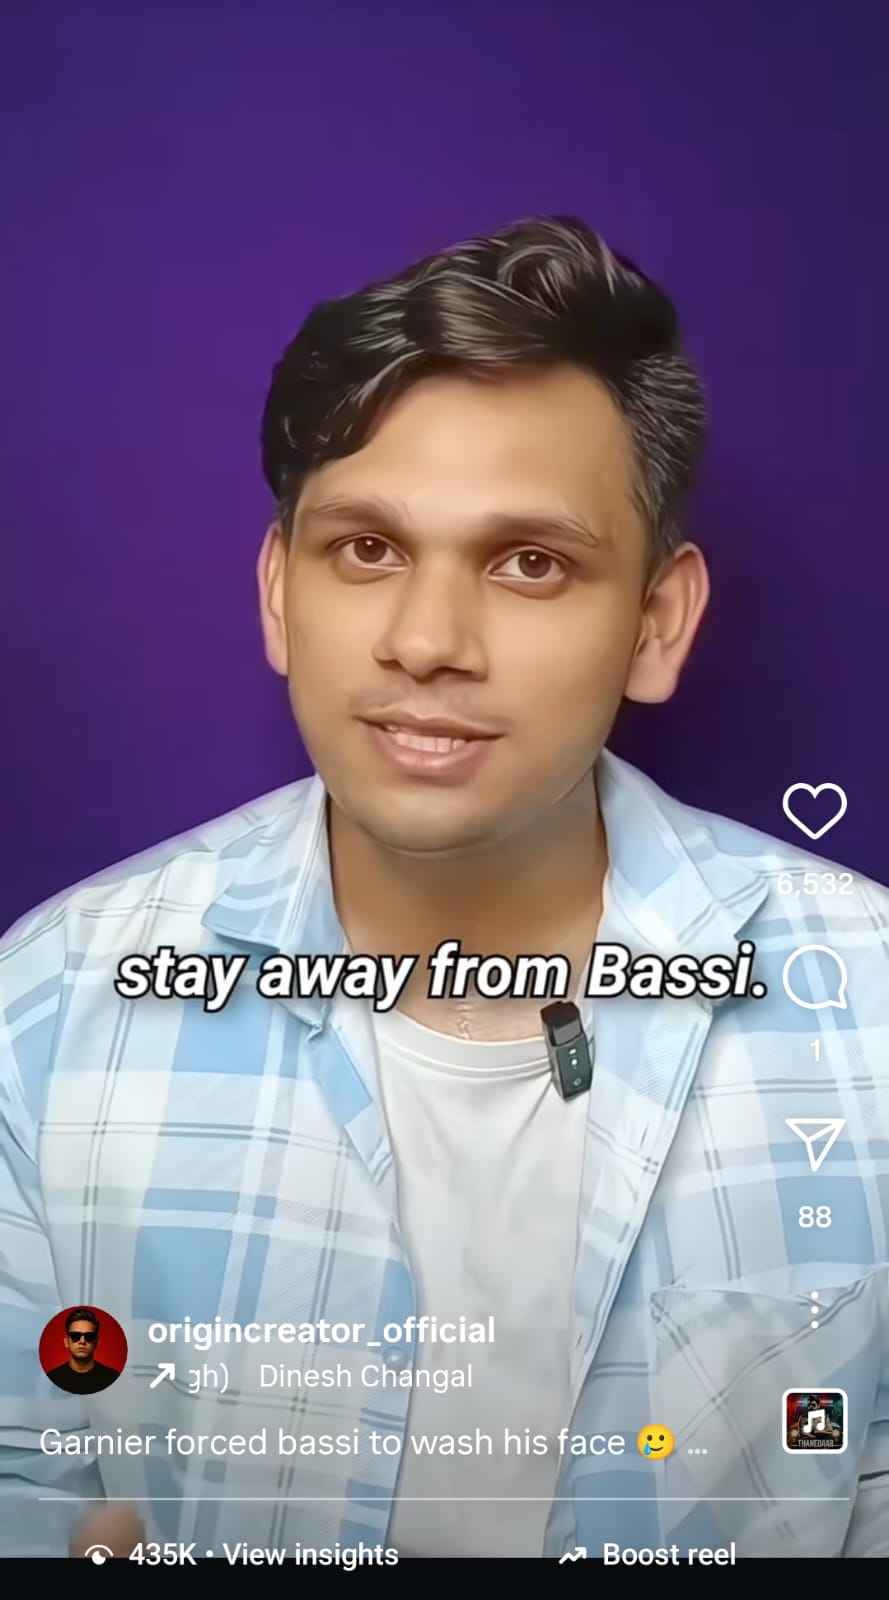 stay away from Bassi.
6,532
1
88
origincreator_official
gh) Dinesh Changal
Garnier forced bassi to wash his face 🥲 ...
THANEDAAR
435K • View insights
Boost reel